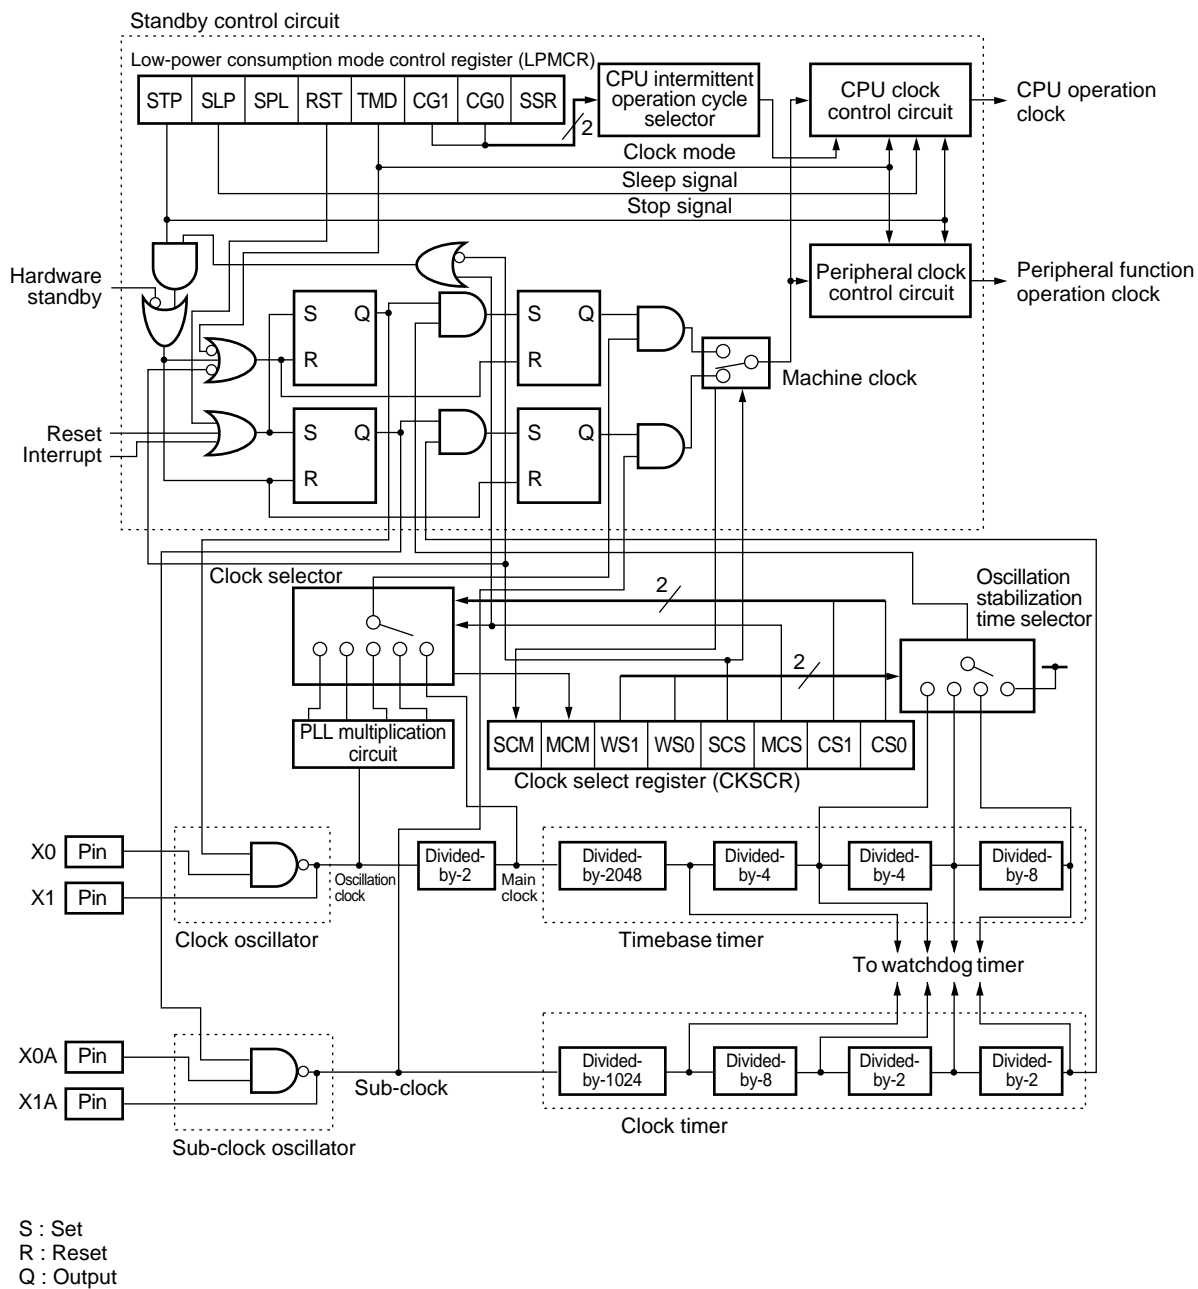 Standby control circuit
Low-power consumption mode control register (LPMCR)
STP SLP SPL RST TMD CG1 CG0 SSR
2
CPU intermittent
operation cycle
selector
CPU clock
control circuit
CPU operation
clock
Clock mode
Sleep signal
Stop signal
Hardware
standby
Peripheral clock
control circuit
Peripheral function
operation clock
S Q
R
S Q
R
Machine clock
Reset
Interrupt
S Q
R
S Q
R
Clock selector
2
Oscillation
stabilization
time selector
2
PLL multiplication
circuit
SCM MCM WS1 WS0 SCS MCS CS1 CS0
Clock select register (CKSCR)
X0 Pin
X1 Pin
Oscillation
clock
Divided-
by-2
Main
clock
Divided-
by-2048
Divided-
by-4
Divided-
by-4
Divided-
by-8
Clock oscillator
Timebase timer
To watchdog timer
X0A Pin
X1A Pin
Sub-clock
Divided-
by-1024
Divided-
by-8
Divided-
by-2
Divided-
by-2
Clock timer
Sub-clock oscillator
S : Set
R : Reset
Q : Output